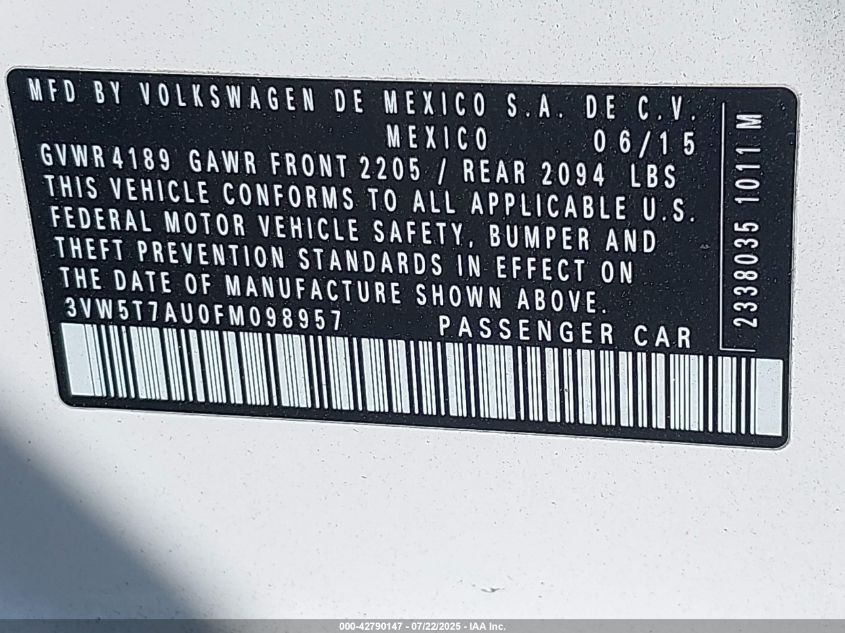 MFD BY VOLKSWAGEN DE MEXICO S.A. DE C.V.
MEXICO 06/15
GVWR 4189 GAWR FRONT 2205 / REAR 2094 LBS
THIS VEHICLE CONFORMS TO ALL APPLICABLE U.S.
FEDERAL MOTOR VEHICLE SAFETY, BUMPER AND
THEFT PREVENTION STANDARDS IN EFFECT ON
THE DATE OF MANUFACTURE SHOWN ABOVE.
3VW5T7AU0FM098957 PASSENGER CAR
2338035 1011 M
000-42790147 - 07/22/2025 - IAA Inc.